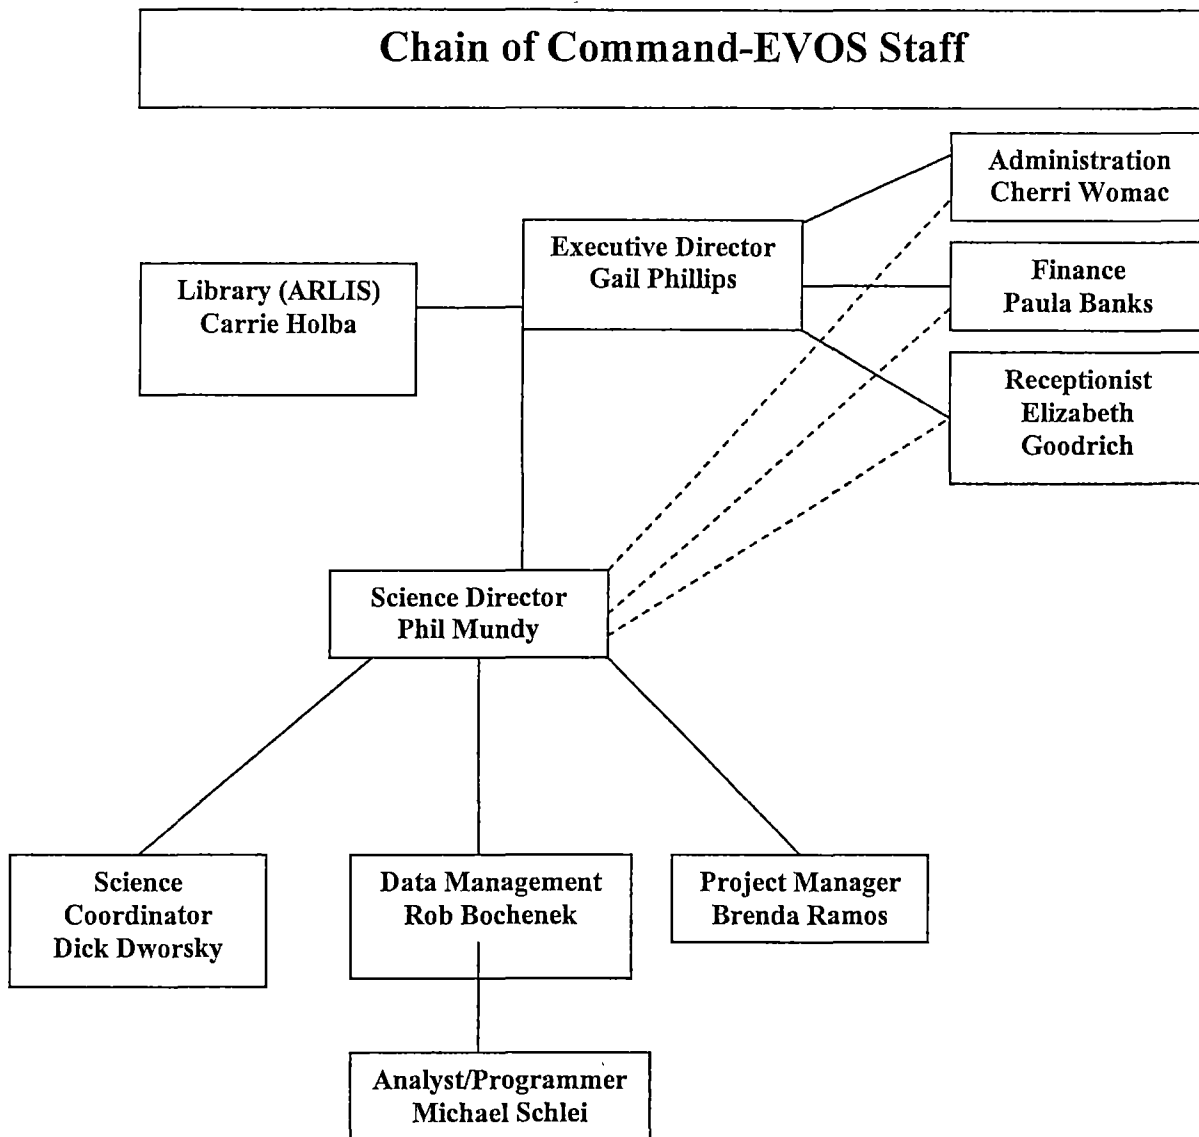 Chain of Command-EVOS Staff
Administration
Cherri Womac
Executive Director
Gail Phillips
Finance
Paula Banks
Library (ARLIS)
Carrie Holba
Receptionist
Elizabeth
Goodrich
Science Director
Phil Mundy
Science
Coordinator
Dick Dworsky
Data Management
Rob Bochenek
Project Manager
Brenda Ramos
Analyst/Programmer
Michael Schlei